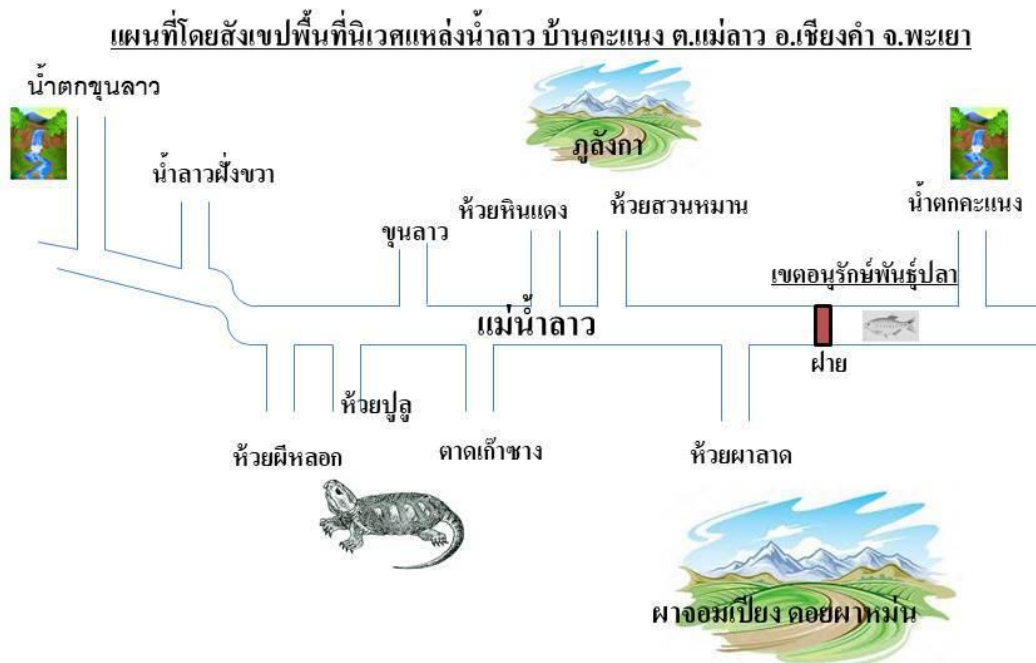 แผนที่โดยสังเขปพื้นที่นิเวศแหล่งน้ำลาว บ้านคะแนง ต.แม่ลาว อ.เชียงคำ จ.พะเยา
น้ำตกขุนลาว
ภูลังกา
น้ำลาวฝั่งขวา
ห้วยหินแดง
ห้วยสวนหมาน
น้ำตกคะแนง
ขุนลาว
เขตอนุรักษ์พันธุ์ปลา
แม่น้ำลาว
ฝาย
ห้วยปูลู
ห้วยผีหลอก
ตาดเก๊าซาง
ห้วยผาลาด
ผาจอมเปียง ดอยผาหม่น